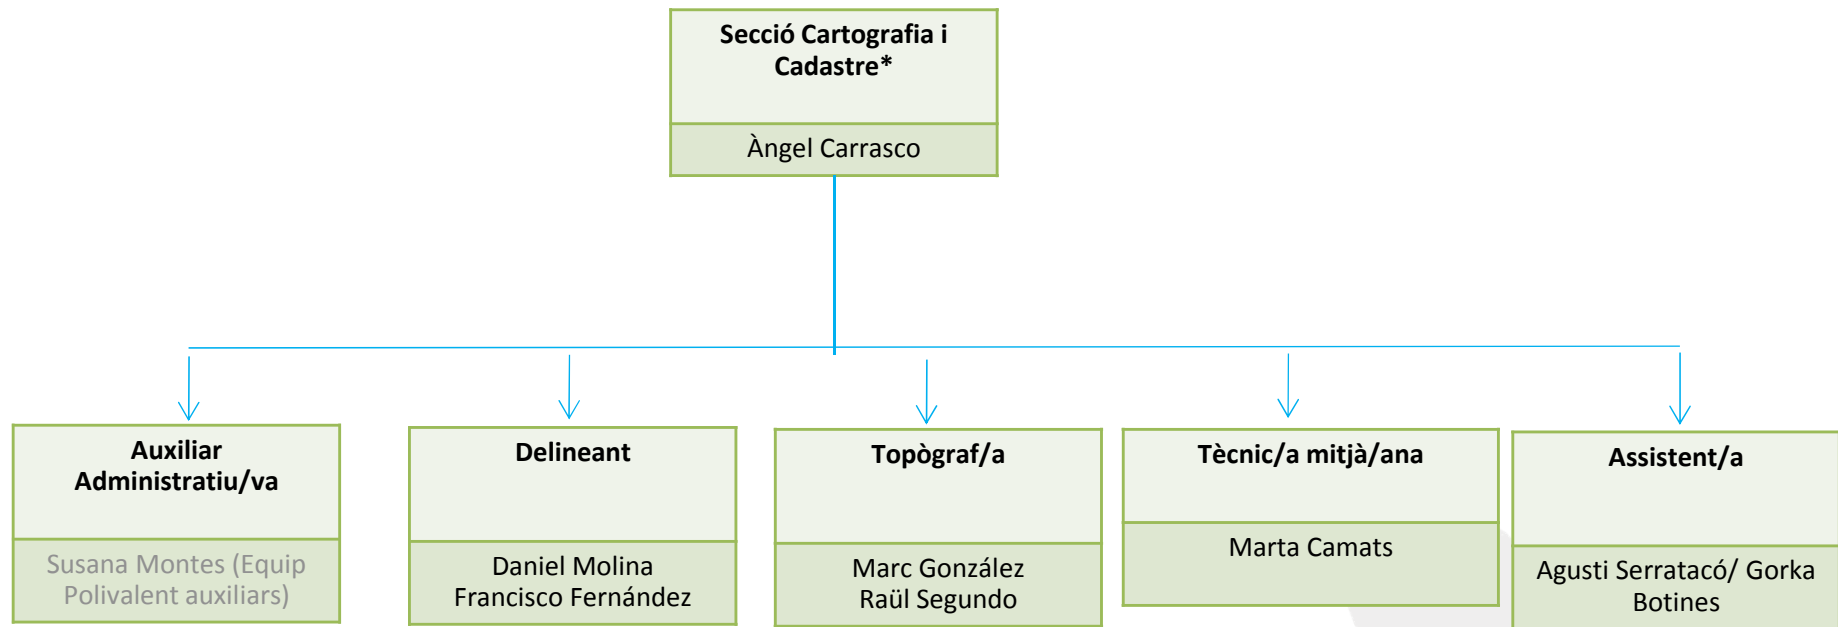 Secció Cartografia i
Cadastre*
Àngel Carrasco
Auxiliar
Administratiu/va
Susana Montes (Equip
Polivalent auxiliars)
Delineant
Daniel Molina
Francisco Fernández
Topògraf/a
Marc González
Raül Segundo
Tècnic/a mitjà/ana
Marta Camats
Assistent/a
Agusti Serratacó/ Gorka
Botines